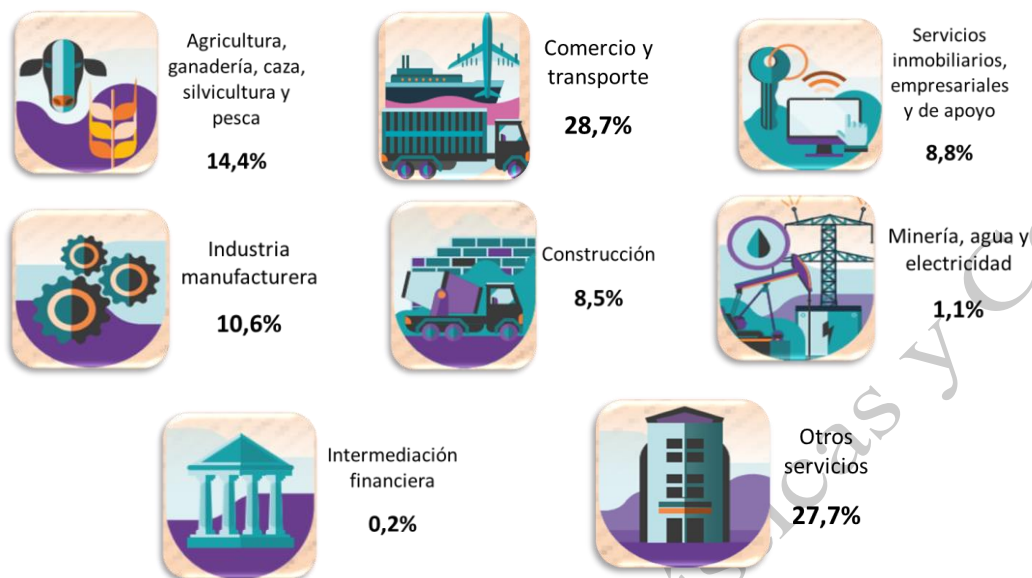 Agricultura,
ganadería, caza,
silvicultura y
pesca
14,4%
Comercio y
transporte
28,7%
Servicios
inmobiliarios,
empresariales
y de apoyo
8,8%
Industria
manufacturera
10,6%
Construcción
8,5%
Minería, agua y
electricidad
1,1%
Intermediación
financiera
0,2%
Otros
servicios
27,7%